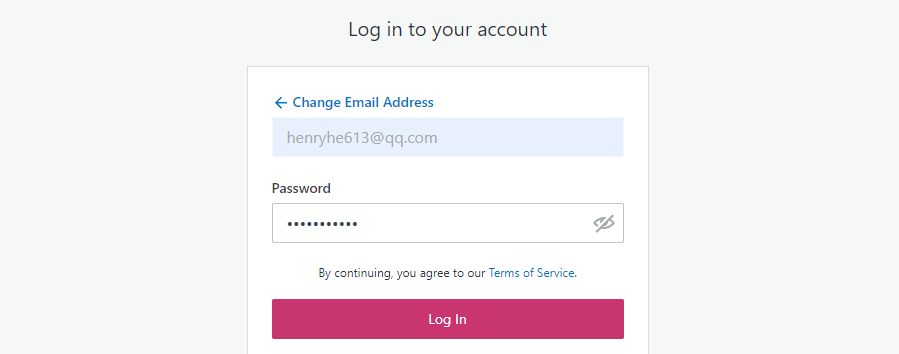 Log in to your account
Change Email Address
henryhe613@qq.com
Password
•••••••••••
By continuing, you agree to our Terms of Service.
Log In